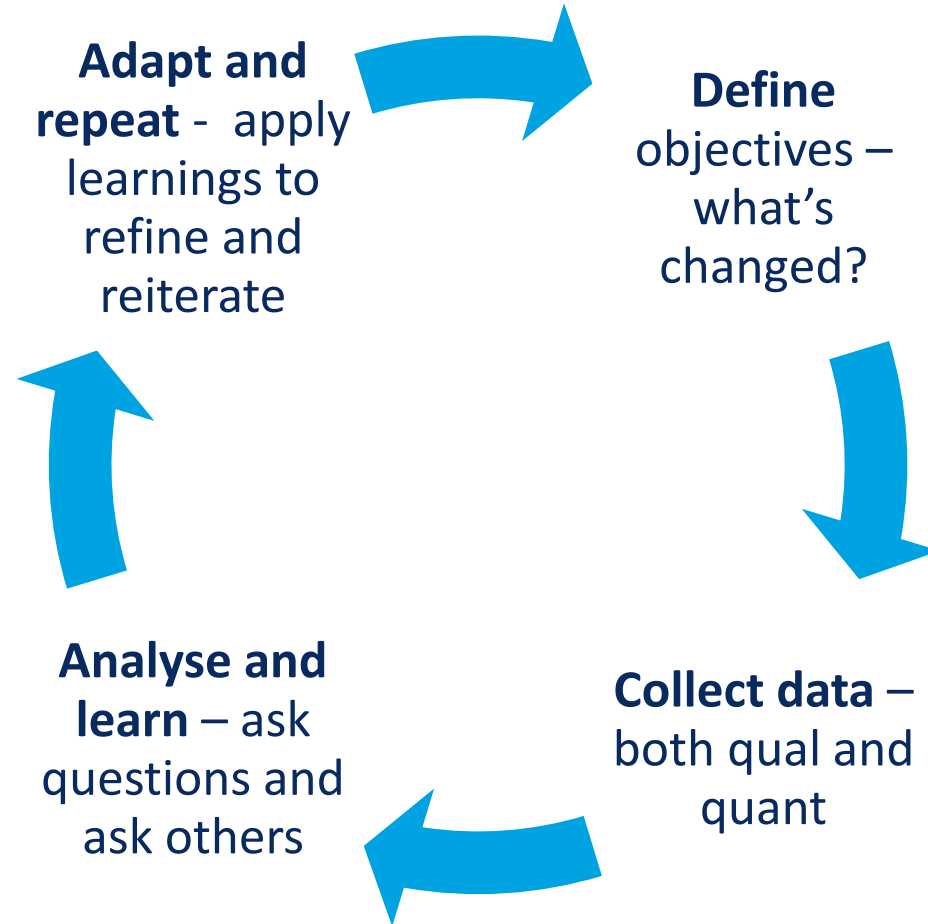 Adapt and
repeat -  apply
learnings to
refine and
reiterate
Define
objectives –
what’s
changed?
Collect data –
both qual and
quant
Analyse and
learn – ask
questions and
ask others